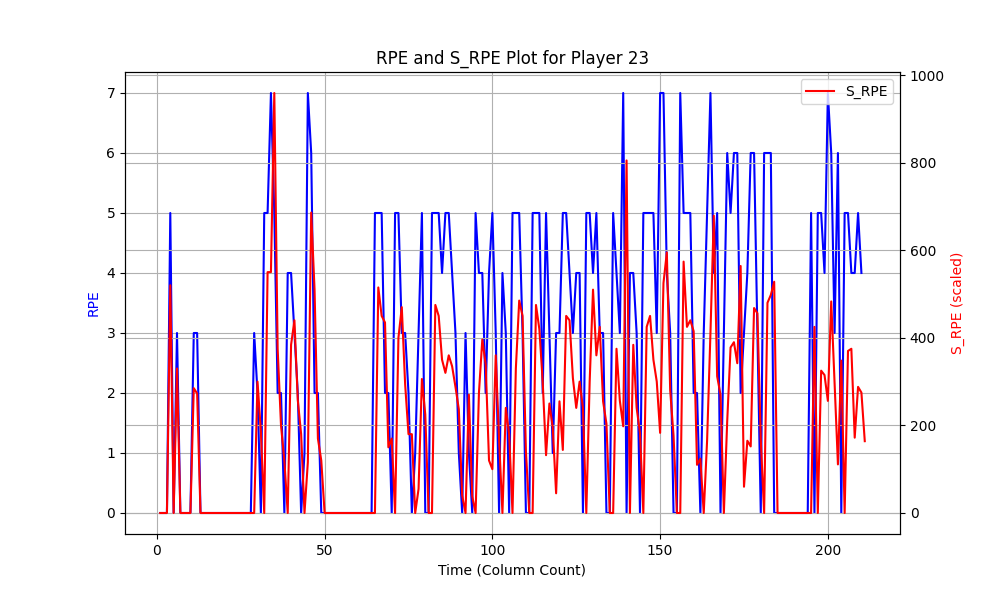 RPE and S_RPE Plot for Player 23
S_RPE
RPE
7
6
5
4
3
2
1
0
1000
800
600
400
200
0
S_RPE (scaled)
0 50 100 150 200
Time (Column Count)